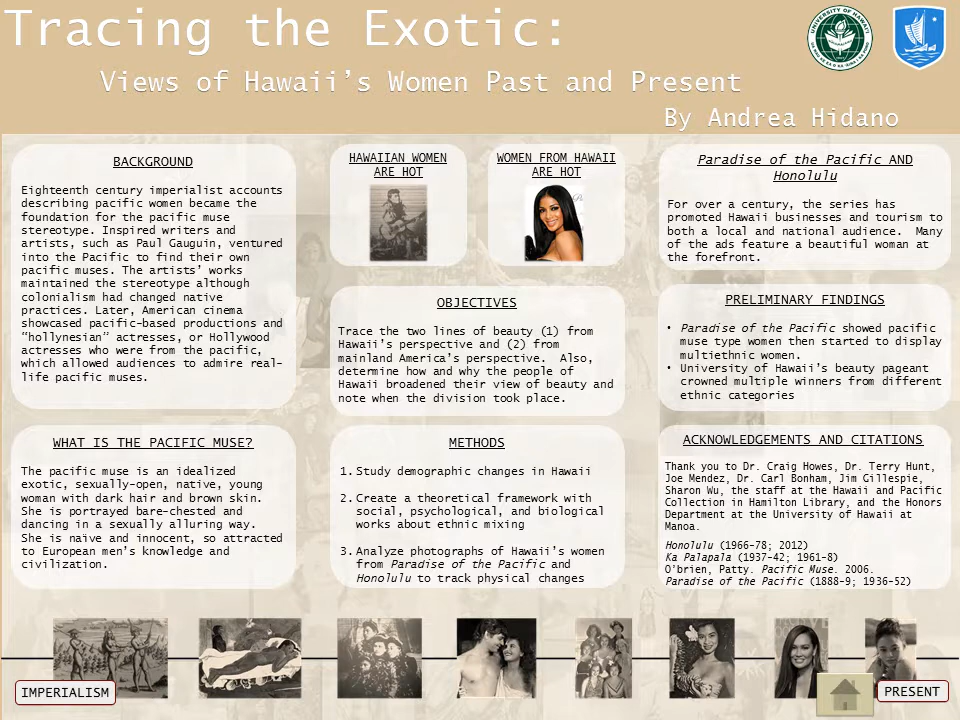 Tracing the Exotic:
Views of Hawaii’s Women Past and Present
By Andrea Hidano
UNIVERSITY OF HAWAII
BACKGROUND
Eighteenth century imperialist accounts
describing pacific women became the
foundation for the pacific muse
stereotype. Inspired writers and
artists, such as Paul Gauguin, ventured
into the Pacific to find their own
pacific muses. The artists’ works
maintained the stereotype although
colonialism had changed native
practices. Later, American cinema
showcased pacific-based productions and
“hollynesian” actresses, or Hollywood
actresses who were from the pacific,
which allowed audiences to admire real-
life pacific muses.
WHAT IS THE PACIFIC MUSE?
The pacific muse is an idealized
exotic, sexually-open, native, young
woman with dark hair and brown skin.
She is portrayed bare-chested and
dancing in a sexually alluring way.
She is naive and innocent, so attracted
to European men’s knowledge and
civilization.
HAWAIIAN WOMEN
ARE HOT
WOMEN FROM HAWAII
ARE HOT
OBJECTIVES
Trace the two lines of beauty (1) from
Hawaii’s perspective and (2) from
mainland America’s perspective. Also,
determine how and why the people of
Hawaii broadened their view of beauty and
note when the division took place.
METHODS
1. Study demographic changes in Hawaii
2. Create a theoretical framework with
social, psychological, and biological
works about ethnic mixing
3. Analyze photographs of Hawaii’s women
from Paradise of the Pacific and
Honolulu to track physical changes
Paradise of the Pacific AND
Honolulu
For over a century, the series has
promoted Hawaii businesses and tourism to
both a local and national audience. Many
of the ads feature a beautiful woman at
the forefront.
PRELIMINARY FINDINGS
• Paradise of the Pacific showed pacific
muse type women then started to display
multiethnic women.
• University of Hawaii’s beauty pageant
crowned multiple winners from different
ethnic categories
ACKNOWLEDGEMENTS AND CITATIONS
Thank you to Dr. Craig Howes, Dr. Terry Hunt,
Joe Mendez, Dr. Carl Bonham, Jim Gillespie,
Sharon Wu, the staff at the Hawaii and Pacific
Collection in Hamilton Library, and the Honors
Department at the University of Hawaii at
Manoa.
Honolulu (1966-78; 2012)
Ka Palapala (1937-42; 1961-8)
O’brien, Patty. Pacific Muse. 2006.
Paradise of the Pacific (1888-9; 1936-52)
IMPERIALISM
PRESENT